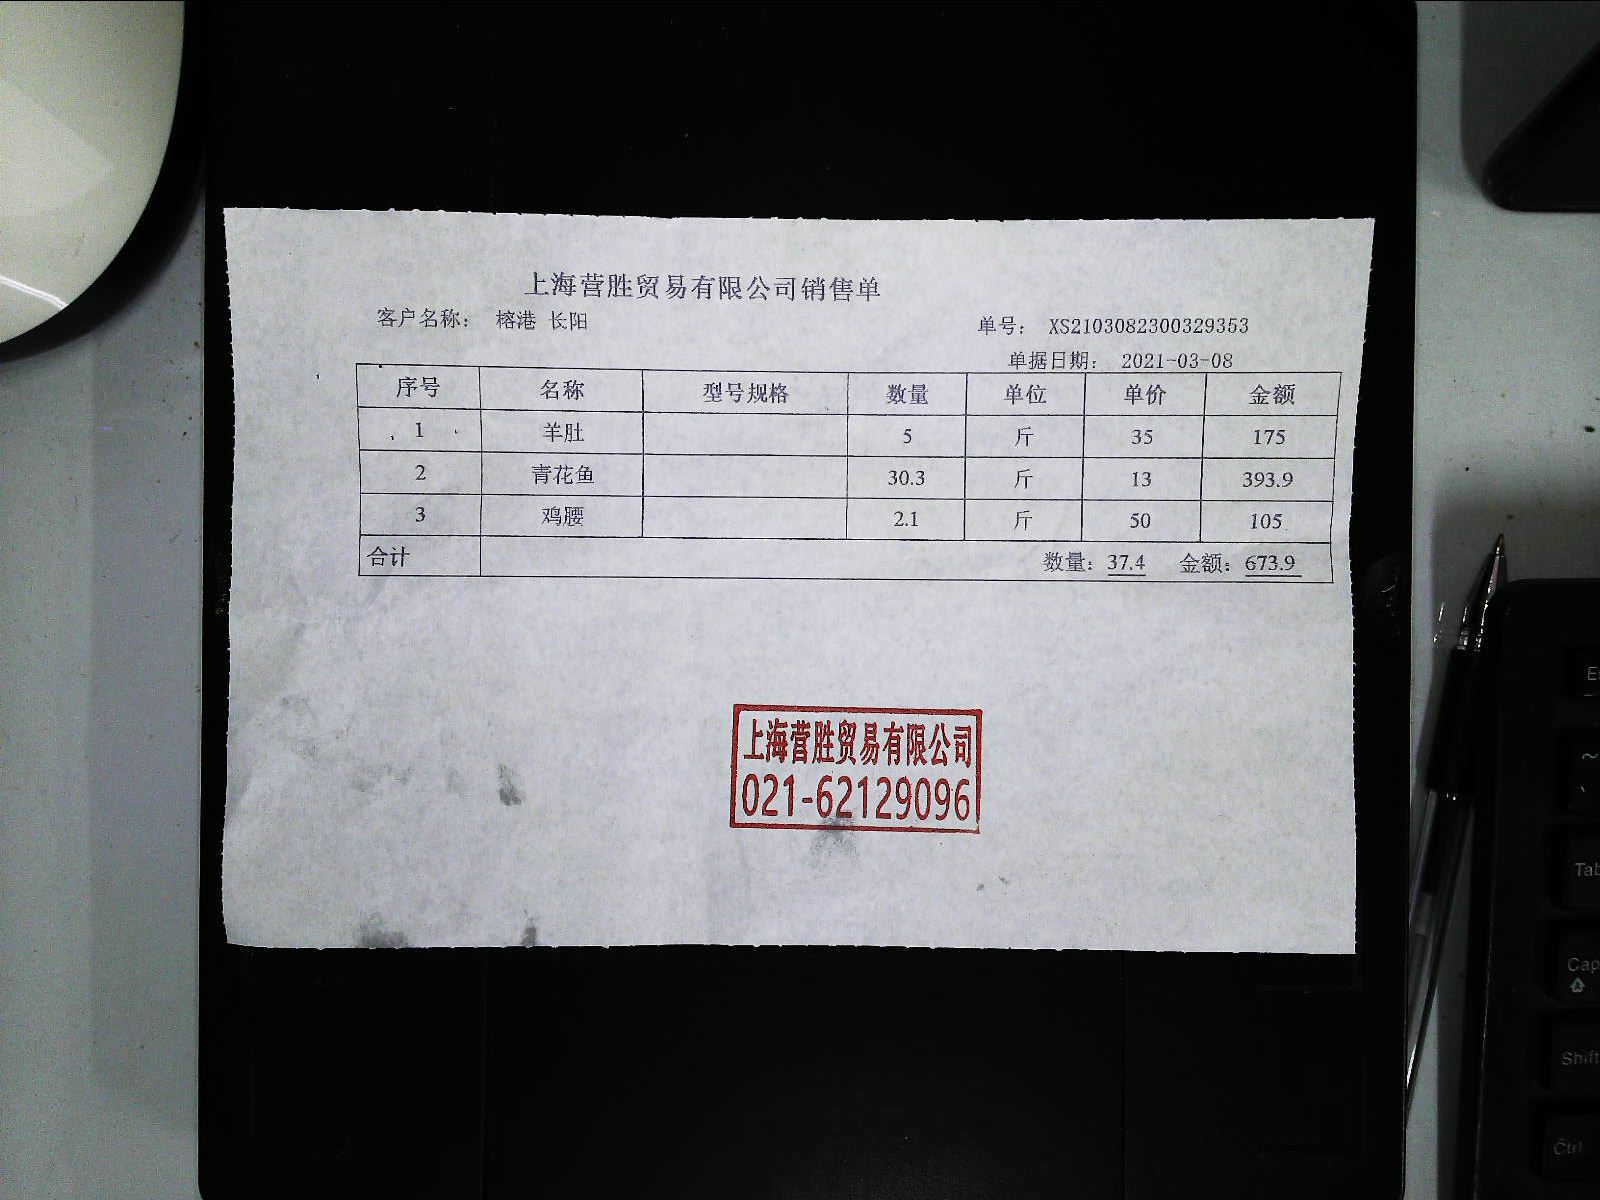 上海营胜贸易有限公司销售单
客户名称： 榕港 长阳
单号： XS2103082300329353
单据日期： 2021-03-08
序号 名称 型号规格 数量 单位 单价 金额
1 羊肚 5 斤 35 175
2 青花鱼 30.3 斤 13 393.9
3 鸡腰 2.1 斤 50 105
合计 数量：37.4 金额：673.9
上海营胜贸易有限公司
021-62129096
~
Tab
Cap
Shift
Ctrl